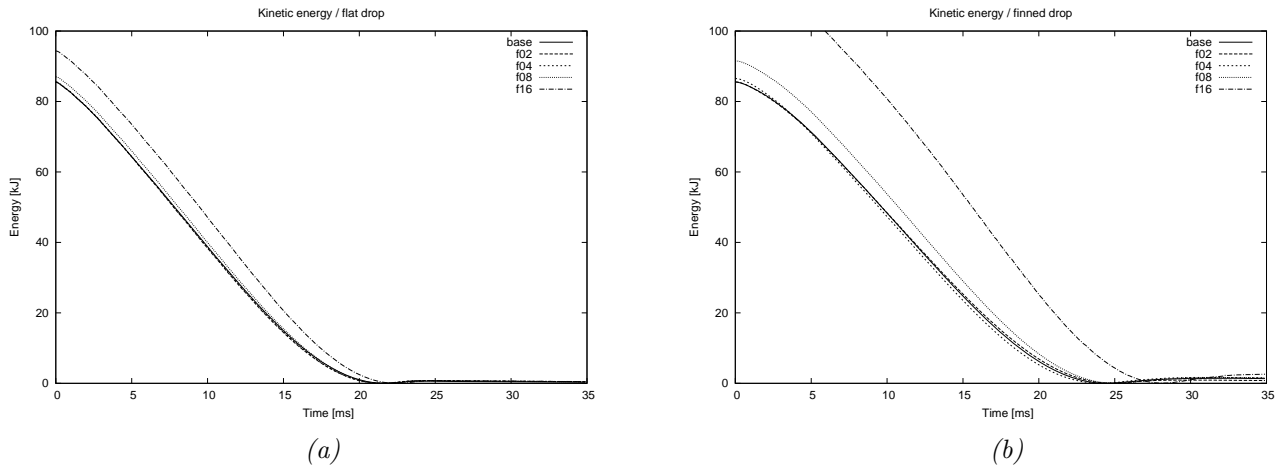 Kinetic energy / flat drop
100
80
60
40
20
0
Energy [kJ]
0 5 10 15 20 25 30 35
Time [ms]
base
f02
f04
f08
f16
(a)
Kinetic energy / finned drop
100
80
60
40
20
0
Energy [kJ]
0 5 10 15 20 25 30 35
Time [ms]
base
f02
f04
f08
f16
(b)